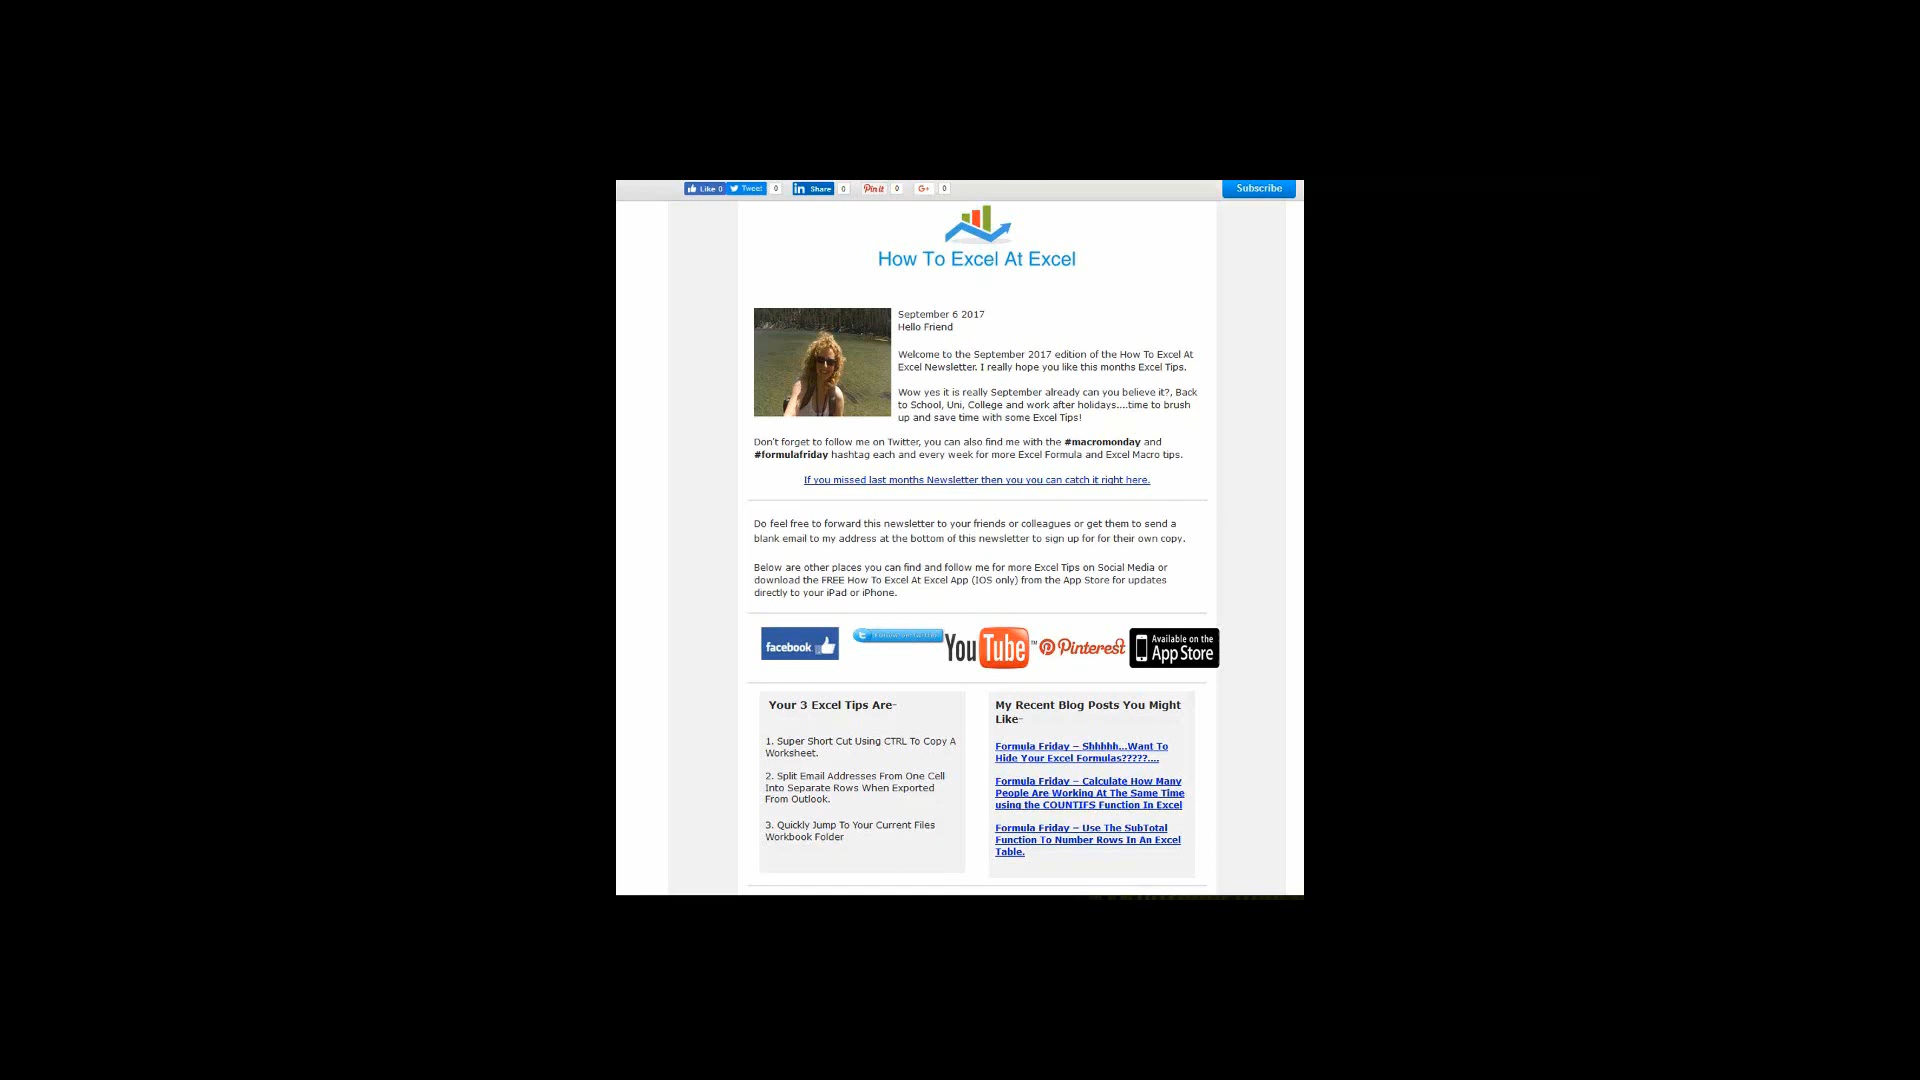 Like 0 Tweet 0 in Share 0 Pin it 0 G+ 0 Subscribe
How To Excel At Excel
September 6 2017
Hello Friend
Welcome to the September 2017 edition of the How To Excel At
Excel Newsletter. I really hope you like this months Excel Tips.
Wow yes it is really September already can you believe it?, Back
to School, Uni, College and work after holidays....time to brush
up and save time with some Excel Tips!
Don't forget to follow me on Twitter, you can also find me with the #macromonday and
#formulafriday hashtag each and every week for more Excel Formula and Excel Macro tips.
If you missed last months Newsletter then you you can catch it right here.
Do feel free to forward this newsletter to your friends or colleagues or get them to send a
blank email to my address at the bottom of this newsletter to sign up for for their own copy.
Below are other places you can find and follow me for more Excel Tips on Social Media or
download the FREE How To Excel At Excel App (IOS only) from the App Store for updates
directly to your iPad or iPhone.
facebook
YouTube™
Pinterest
Available on the
App Store
Your 3 Excel Tips Are-
1. Super Short Cut Using CTRL To Copy A
Worksheet.
2. Split Email Addresses From One Cell
Into Separate Rows When Exported
From Outlook.
3. Quickly Jump To Your Current Files
Workbook Folder
My Recent Blog Posts You Might
Like-
Formula Friday – Shhhhh...Want To
Hide Your Excel Formulas?????....
Formula Friday – Calculate How Many
People Are Working At The Same Time
using the COUNTIFS Function In Excel
Formula Friday – Use The SubTotal
Function To Number Rows In An Excel
Table.